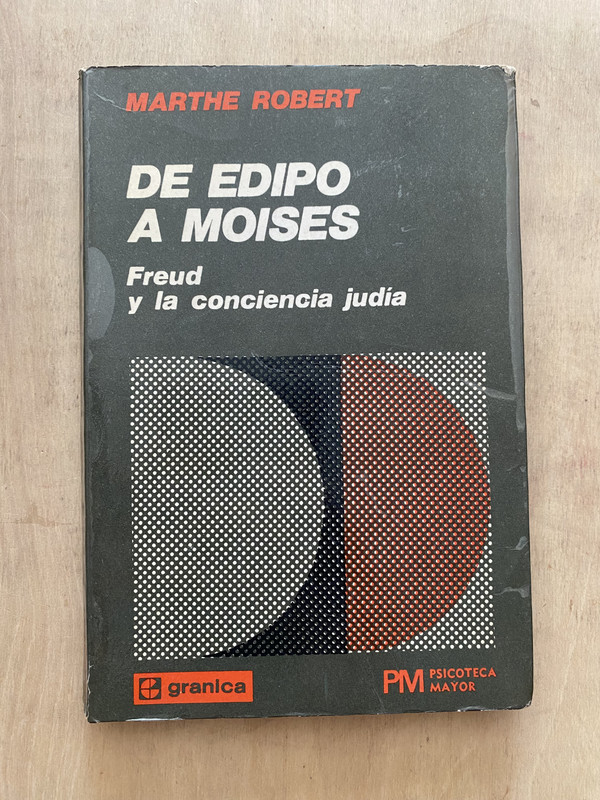 MARTHE ROBERT
DE EDIPO
A MOISES
Freud
y la conciencia judía
granica
PM PSICOTECA
MAYOR